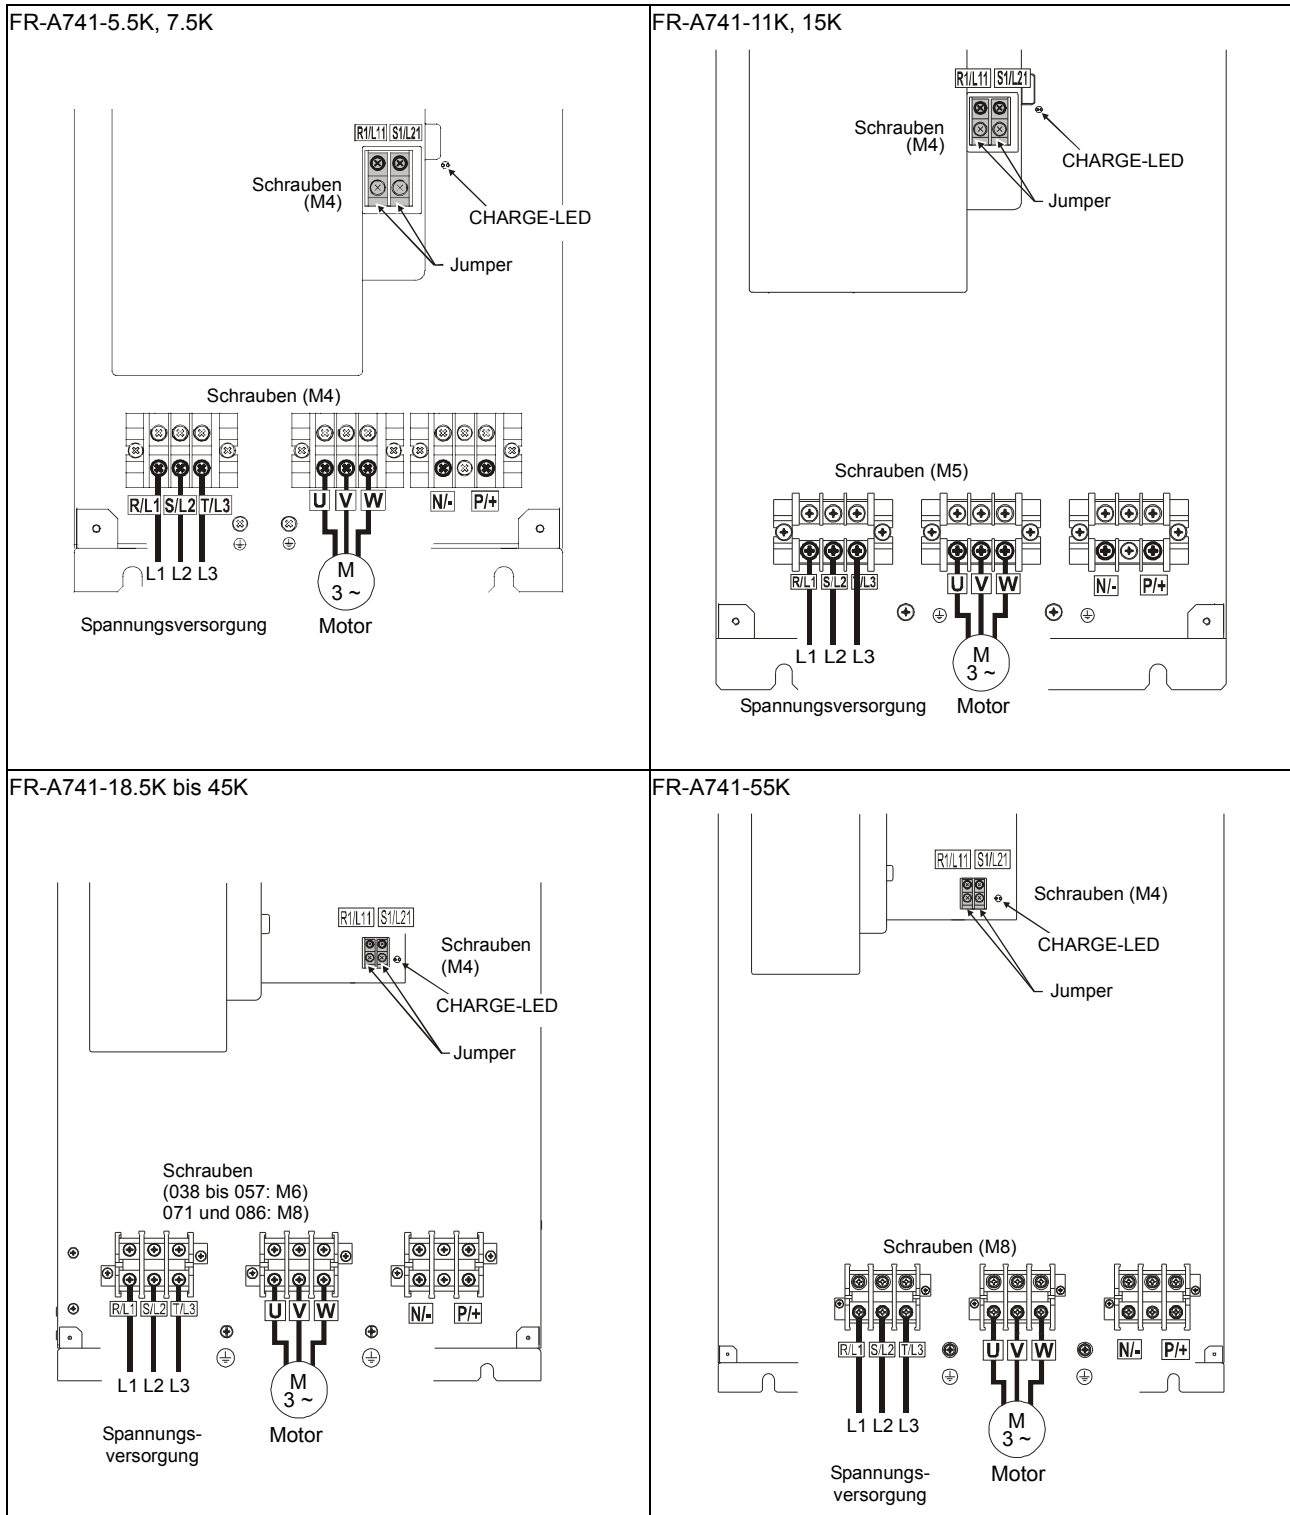 FR-A741-5.5K, 7.5K
R1/L11 S1/L21
Schrauben
(M4)
CHARGE-LED
Jumper
Schrauben (M4)
R/L1 S/L2 T/L3
U V W
N/- P/+
L1 L2 L3
M
3 ~
Spannungsversorgung
Motor
FR-A741-11K, 15K
R1/L11 S1/L21
Schrauben
(M4)
CHARGE-LED
Jumper
Schrauben (M5)
R/L1 S/L2 T/L3
U V W
N/- P/+
L1 L2 L3
M
3 ~
Spannungsversorgung
Motor
FR-A741-18.5K bis 45K
R1/L11 S1/L21
Schrauben
(M4)
CHARGE-LED
Jumper
Schrauben
(038 bis 057: M6)
071 und 086: M8)
R/L1 S/L2 T/L3
U V W
N/- P/+
L1 L2 L3
M
3 ~
Spannungs-
versorgung
Motor
FR-A741-55K
R1/L11 S1/L21
Schrauben (M4)
CHARGE-LED
Jumper
Schrauben (M8)
R/L1 S/L2 T/L3
U V W
N/- P/+
L1 L2 L3
M
3 ~
Spannungs-
versorgung
Motor